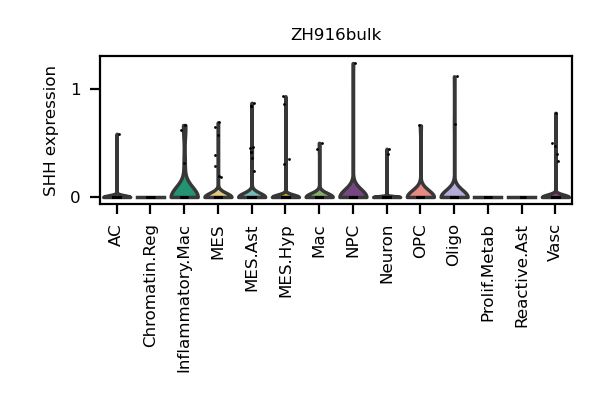 ZH916bulk
SHH expression
1
0
AC
Chromatin.Reg
Inflammatory.Mac
MES
MES.Ast
MES.Hyp
Mac
NPC
Neuron
OPC
Oligo
Prolif.Metab
Reactive.Ast
Vasc